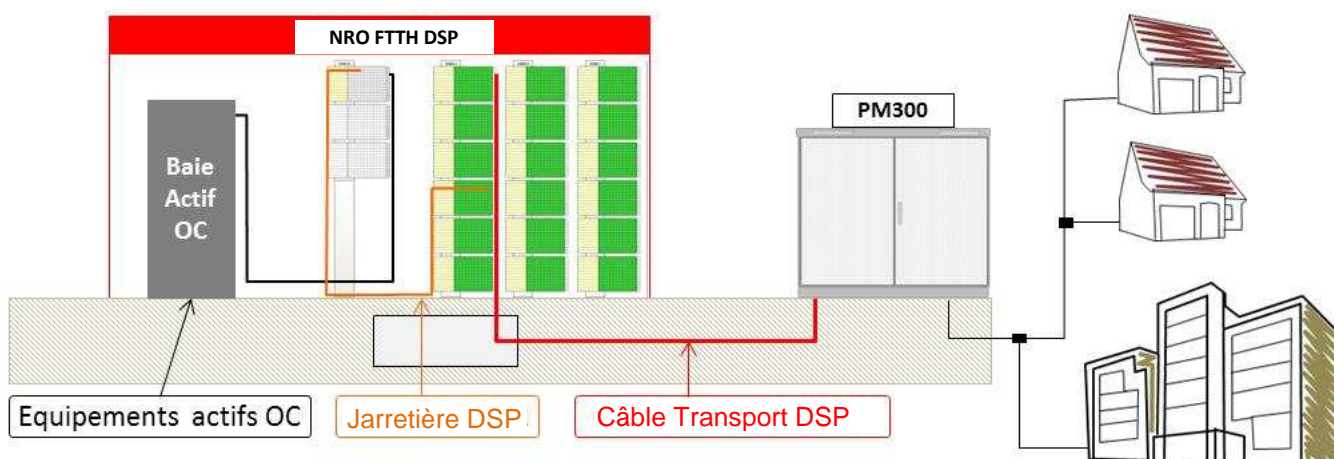 NRO FTTH DSP
Baie
Actif
OC
PM300
Equipements actifs OC
Jarretière DSP
Câble Transport DSP